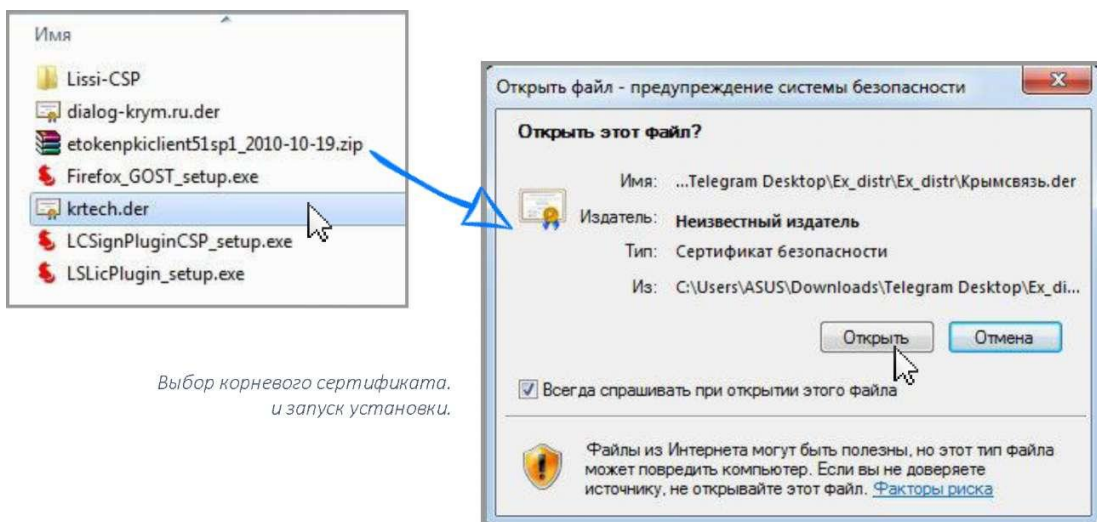 Имя
Lissi-CSP
dialog-krym.ru.der
etokenpkiclient51sp1_2010-10-19.zip
Firefox_GOST_setup.exe
krtech.der
LCSignPluginCSP_setup.exe
LSLicPlugin_setup.exe
Выбор корневого сертификата.
и запуск установки.
Открыть файл - предупреждение системы безопасности
Открыть этот файл?
Имя: ...Telegram Desktop\Ex_distr\Ex_distr\Крымсвязь.der
Издатель: Неизвестный издатель
Тип: Сертификат безопасности
Из: C:\Users\ASUS\Downloads\Telegram Desktop\Ex_di...
Открыть Отмена
Всегда спрашивать при открытии этого файла
Файлы из Интернета могут быть полезны, но этот тип файла
может повредить компьютер. Если вы не доверяете
источнику, не открывайте этот файл. Факторы риска